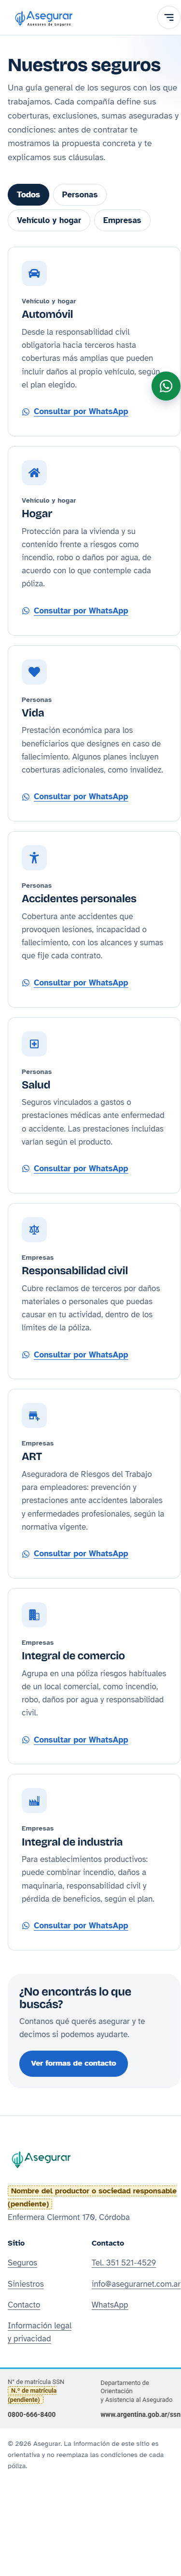 Asegurar
Asesores de Seguros
Nuestros seguros
Una guía general de los seguros con los que
trabajamos. Cada compañía define sus
coberturas, exclusiones, sumas aseguradas y
condiciones: antes de contratar te
mostramos la propuesta concreta y te
explicamos sus cláusulas.
Todos
Personas
Vehículo y hogar
Empresas
Vehículo y hogar
Automóvil
Desde la responsabilidad civil
obligatoria hacia terceros hasta
coberturas más amplias que pueden
incluir daños al propio vehículo, según
el plan elegido.
Consultar por WhatsApp
Vehículo y hogar
Hogar
Protección para la vivienda y su
contenido frente a riesgos como
incendio, robo o daños por agua, de
acuerdo con lo que contemple cada
póliza.
Consultar por WhatsApp
Personas
Vida
Prestación económica para los
beneficiarios que designes en caso de
fallecimiento. Algunos planes incluyen
coberturas adicionales, como invalidez.
Consultar por WhatsApp
Personas
Accidentes personales
Cobertura ante accidentes que
provoquen lesiones, incapacidad o
fallecimiento, con los alcances y sumas
que fije cada contrato.
Consultar por WhatsApp
Personas
Salud
Seguros vinculados a gastos o
prestaciones médicas ante enfermedad
o accidente. Las prestaciones incluidas
varían según el producto.
Consultar por WhatsApp
Empresas
Responsabilidad civil
Cubre reclamos de terceros por daños
materiales o personales que puedas
causar en tu actividad, dentro de los
límites de la póliza.
Consultar por WhatsApp
Empresas
ART
Aseguradora de Riesgos del Trabajo
para empleadores: prevención y
prestaciones ante accidentes laborales
y enfermedades profesionales, según la
normativa vigente.
Consultar por WhatsApp
Empresas
Integral de comercio
Agrupa en una póliza riesgos habituales
de un local comercial, como incendio,
robo, daños por agua y responsabilidad
civil.
Consultar por WhatsApp
Empresas
Integral de industria
Para establecimientos productivos:
puede combinar incendio, daños a
maquinaria, responsabilidad civil y
pérdida de beneficios, según el plan.
Consultar por WhatsApp
¿No encontrás lo que
buscás?
Contanos qué querés asegurar y te
decimos si podemos ayudarte.
Ver formas de contacto
Asegurar
Nombre del productor o sociedad responsable
(pendiente)
Enfermera Clermont 170, Córdoba
Sitio
Contacto
Seguros
Tel. 351 521-4529
Siniestros
info@asegurarnet.com.ar
Contacto
WhatsApp
Información legal
y privacidad
N° de matrícula SSN
N.º de matrícula
(pendiente)
Departamento de
Orientación
y Asistencia al Asegurado
0800-666-8400
www.argentina.gob.ar/ssn
© 2026 Asegurar. La información de este sitio es
orientativa y no reemplaza las condiciones de cada
póliza.